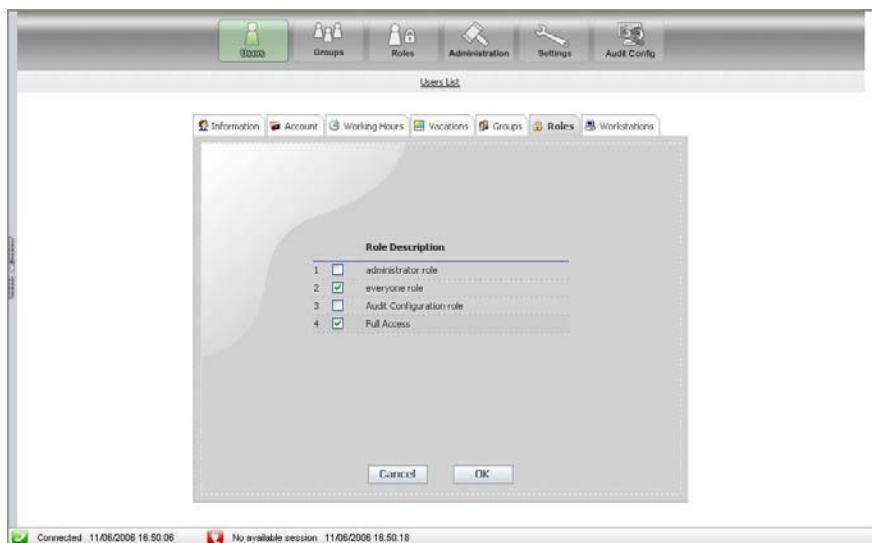 Users Groups Roles Administration Settings Audit Config
Users List
Information Account Working Hours Vacations Groups Roles Workstations
Role Description
1 administrator role
2 everyone role
3 Audit Configuration role
4 Full Access
Cancel OK
Connected 11/06/2006 16.50.06 No available session 11/06/2006 16.50.18